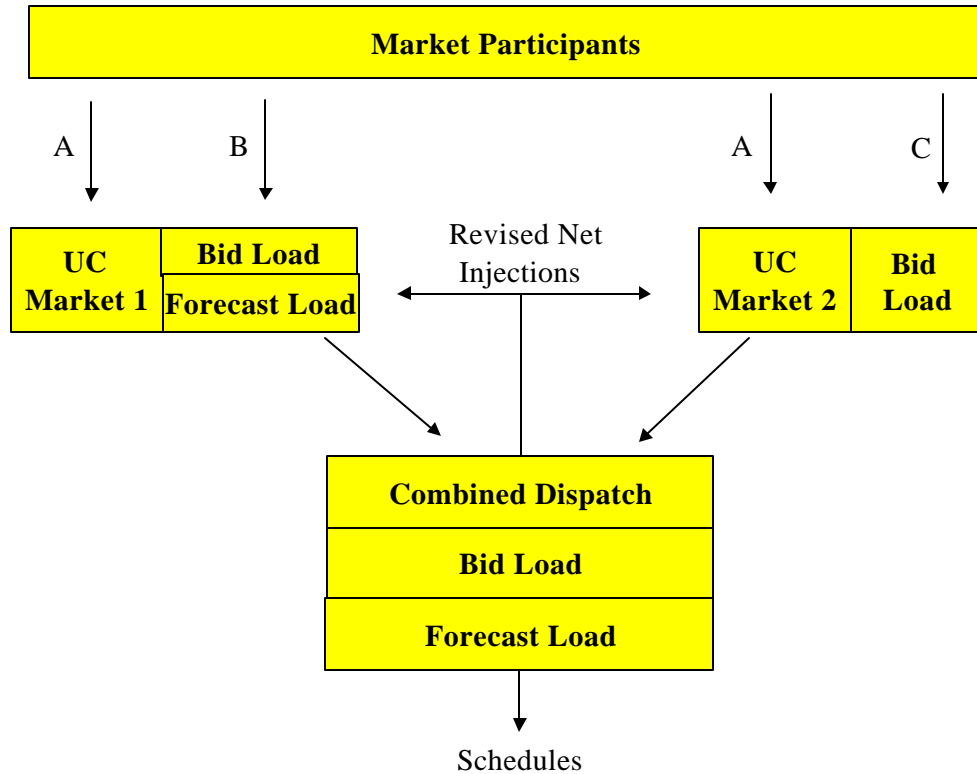 Market Participants
A
B
A
C
UC
Market 1
Bid Load
Forecast Load
Revised Net
Injections
UC
Market 2
Bid
Load
Combined Dispatch
Bid Load
Forecast Load
Schedules